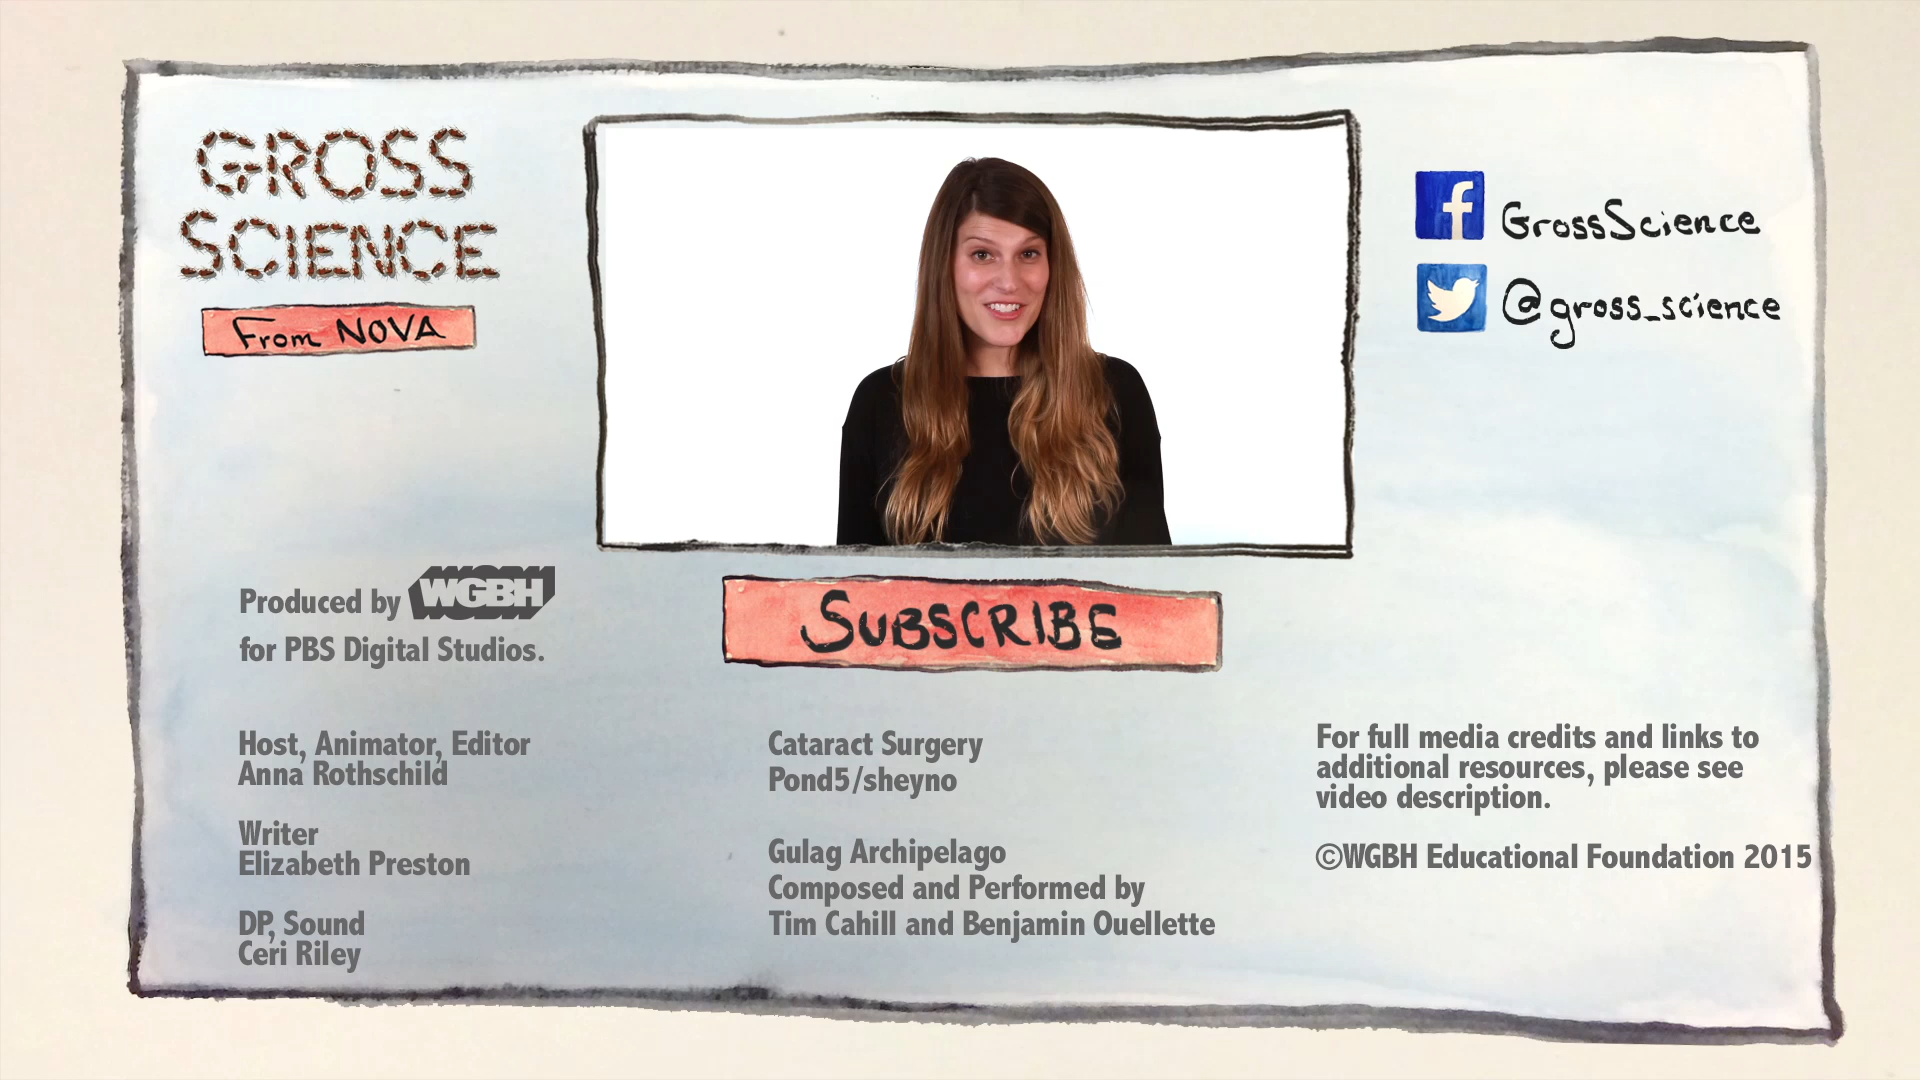 GROSS
SCIENCE
From NOVA
GrossScience
@gross_science
Produced by WGBH
for PBS Digital Studios.
SUBSCRIBE
Host, Animator, Editor
Anna Rothschild
Writer
Elizabeth Preston
DP, Sound
Ceri Riley
Cataract Surgery
Pond5/sheyno
Gulag Archipelago
Composed and Performed by
Tim Cahill and Benjamin Ouellette
For full media credits and links to
additional resources, please see
video description.
©WGBH Educational Foundation 2015